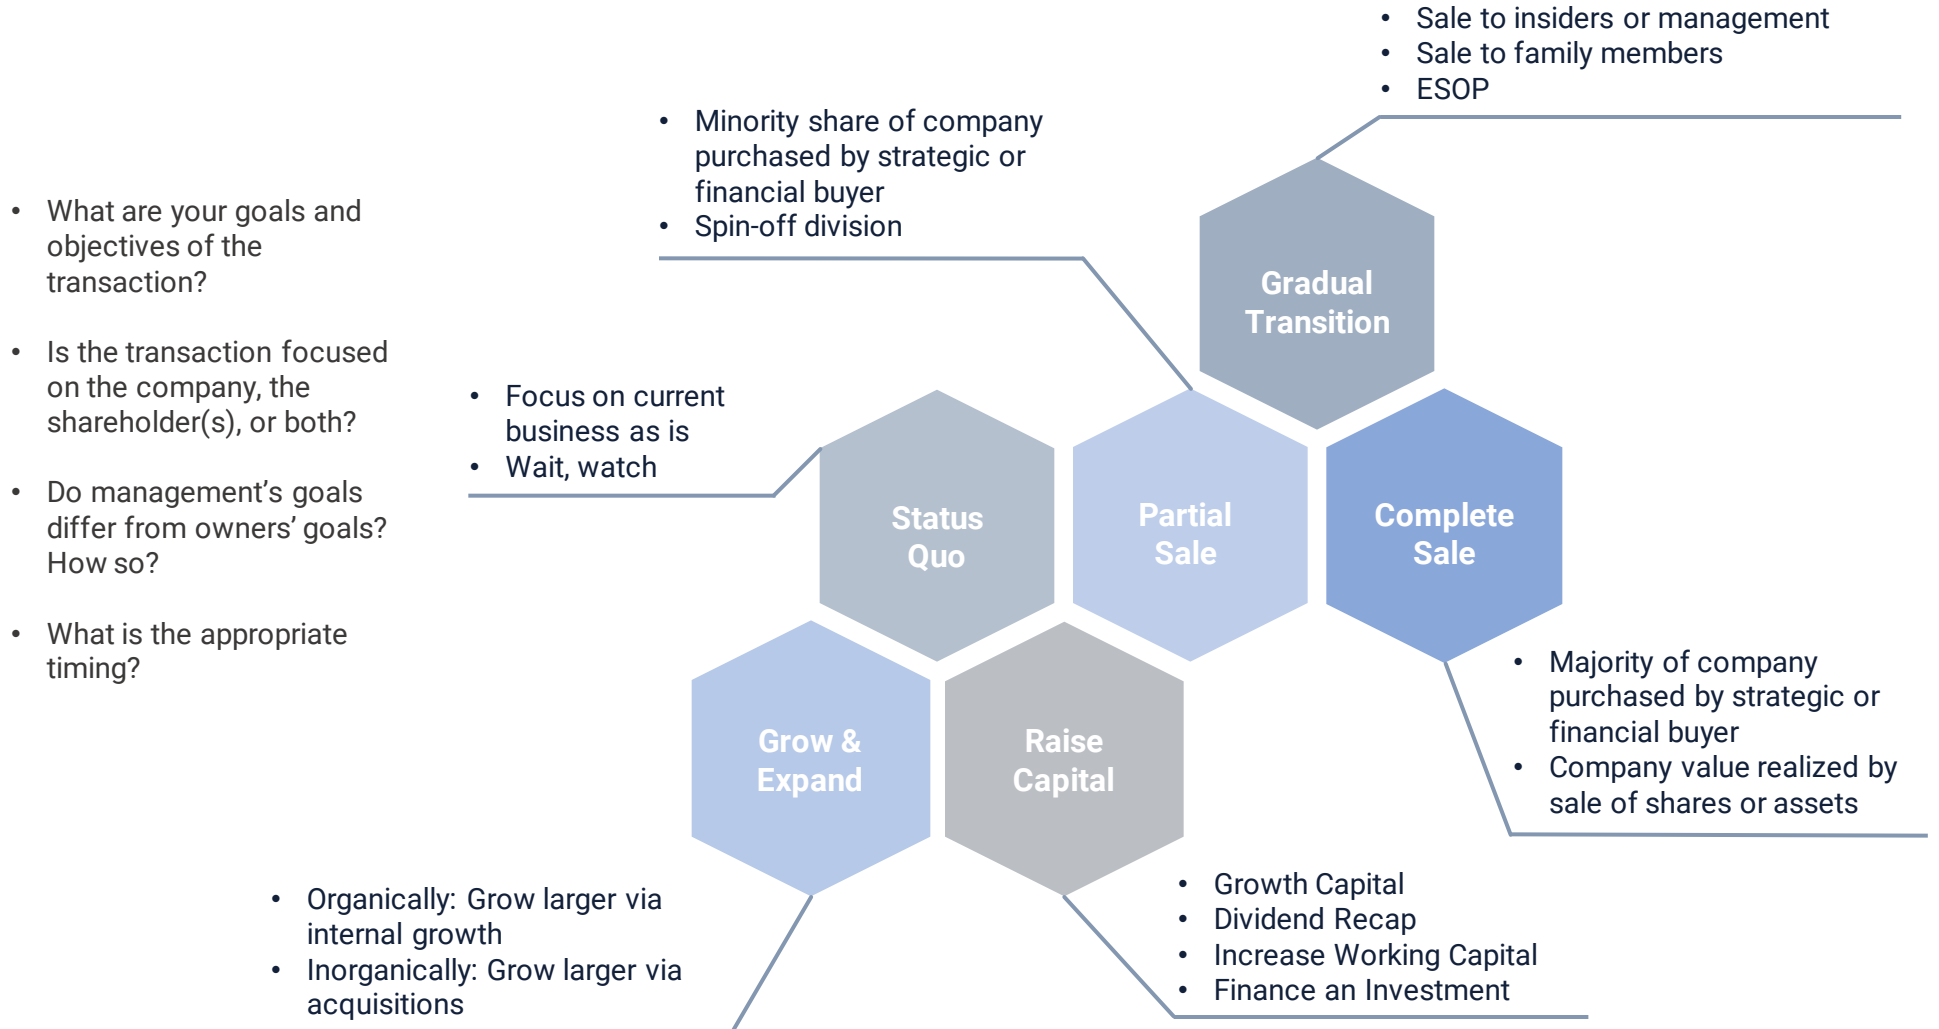 What are your goals and
objectives of the
transaction?
Is the transaction focused
on the company, the
shareholder(s), or both?
Do management’s goals
differ from owners’ goals?
How so?
What is the appropriate
timing?
• Sale to insiders or management
• Sale to family members
• ESOP
• Minority share of company
purchased by strategic or
financial buyer
• Spin-off division
• Focus on current
business as is
• Wait, watch
Gradual
Transition
Status
Quo
Partial
Sale
Complete
Sale
Grow &
Expand
Raise
Capital
• Majority of company
purchased by strategic or
financial buyer
• Company value realized by
sale of shares or assets
• Organically: Grow larger via
internal growth
• Inorganically: Grow larger via
acquisitions
• Growth Capital
• Dividend Recap
• Increase Working Capital
• Finance an Investment